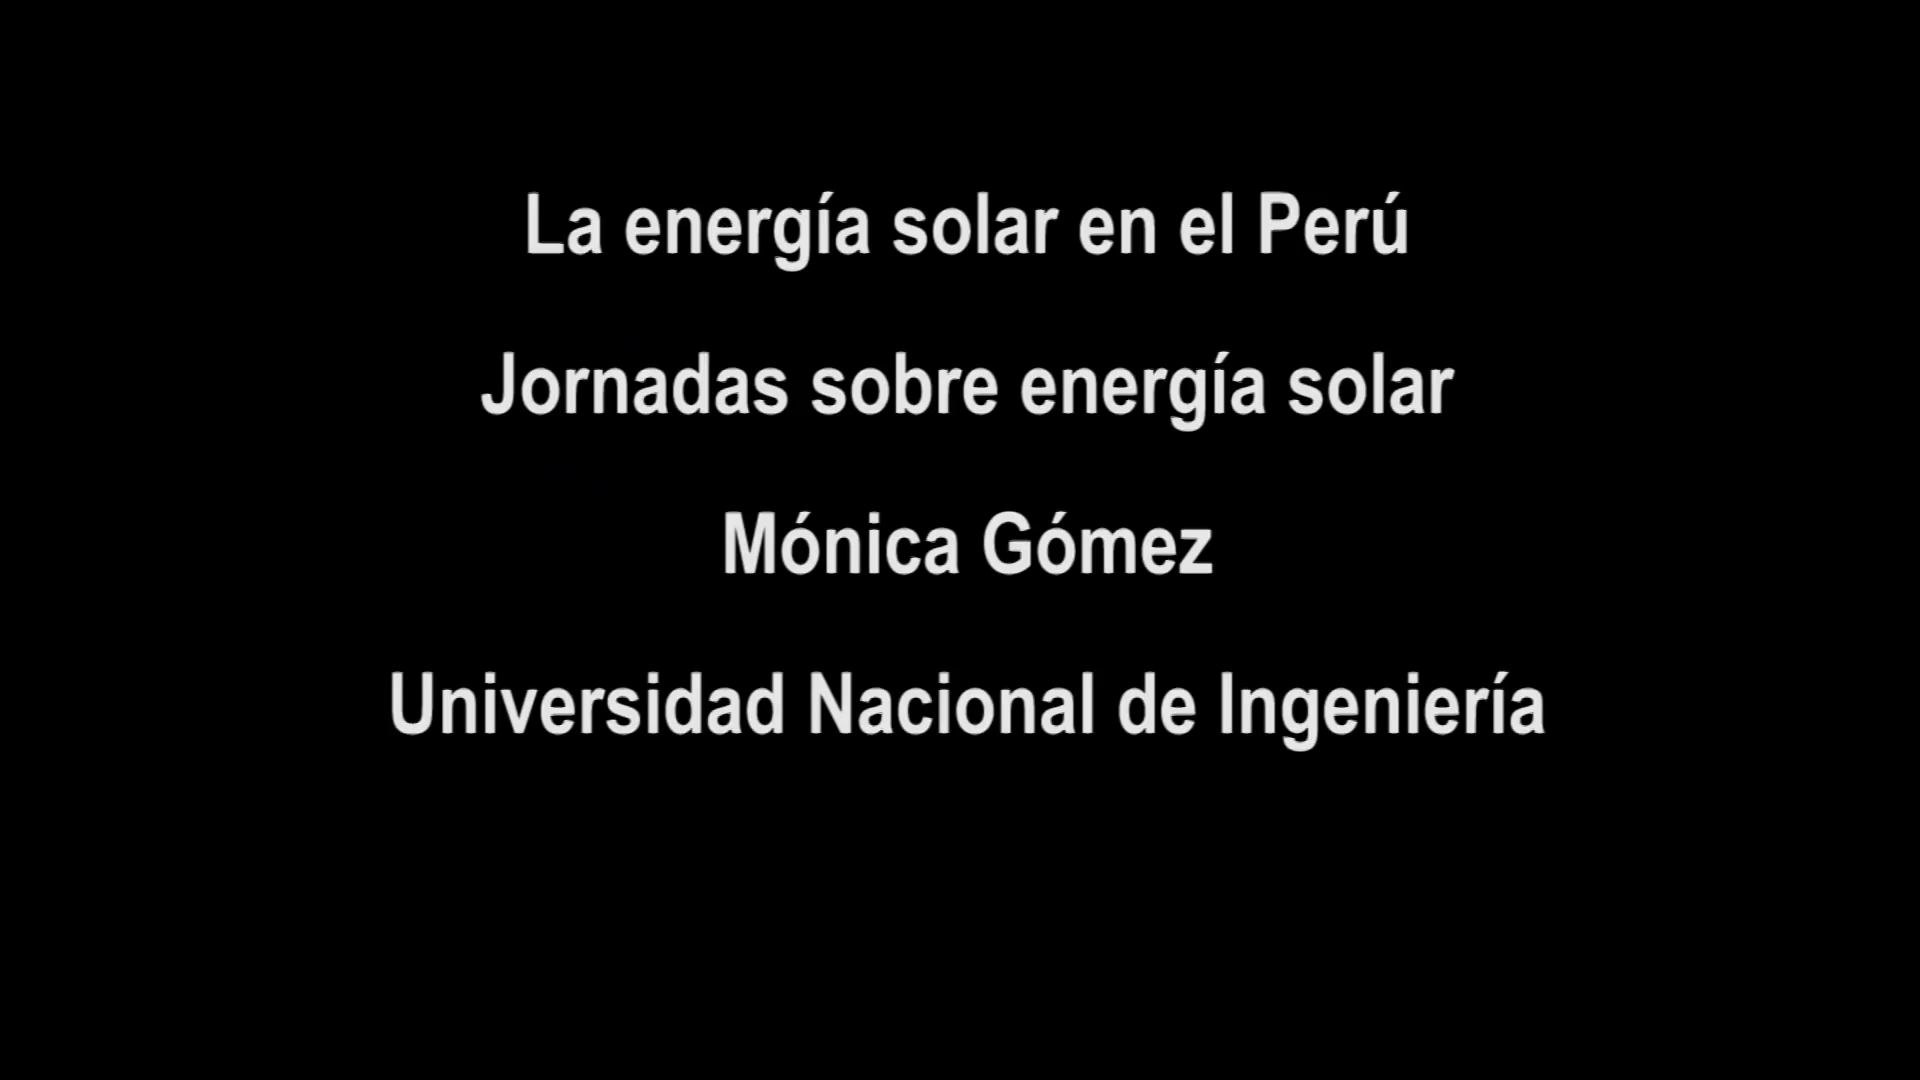 La energía solar en el Perú
Jornadas sobre energía solar
Mónica Gómez
Universidad Nacional de Ingeniería